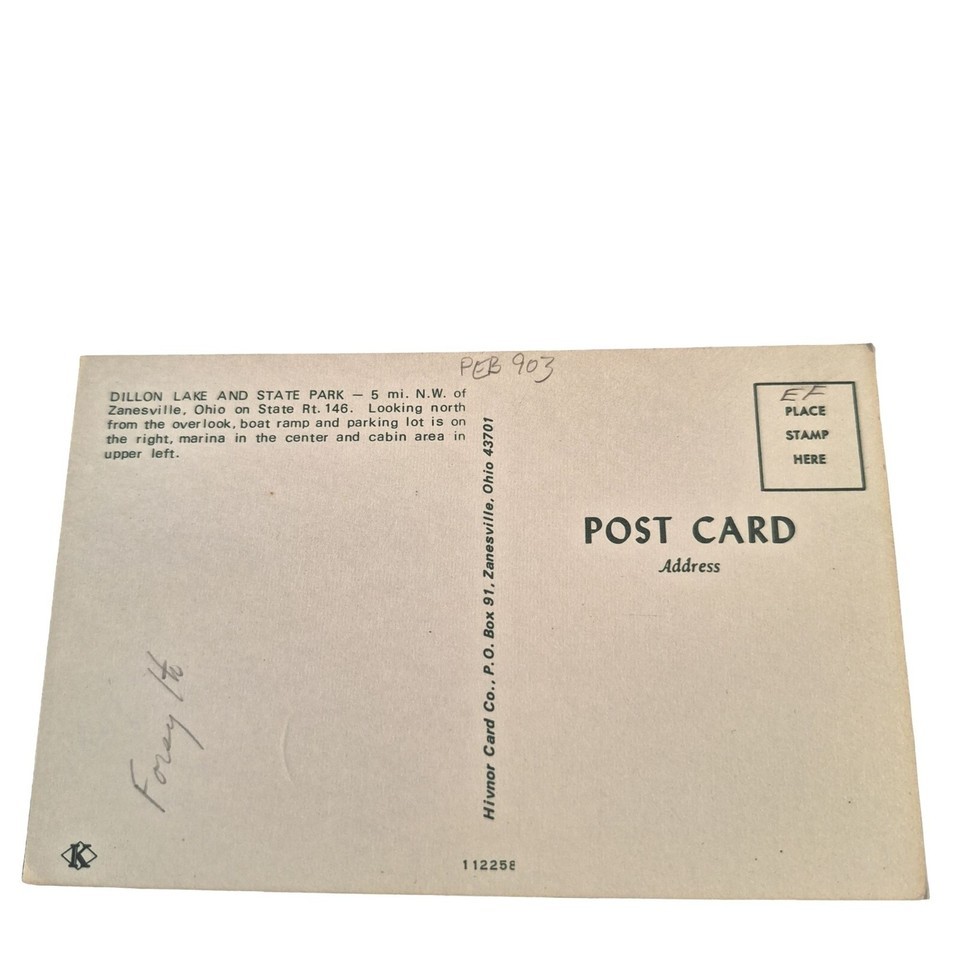 PEB 903
DILLON LAKE AND STATE PARK — 5 mi. N.W. of
Zanesville, Ohio on State Rt. 146. Looking north
from the overlook, boat ramp and parking lot is on
the right, marina in the center and cabin area in
upper left.
EF
PLACE
STAMP
HERE
POST CARD
Address
Hivnor Card Co., P.O. Box 91, Zanesville, Ohio 43701
Forsyth
K
112258